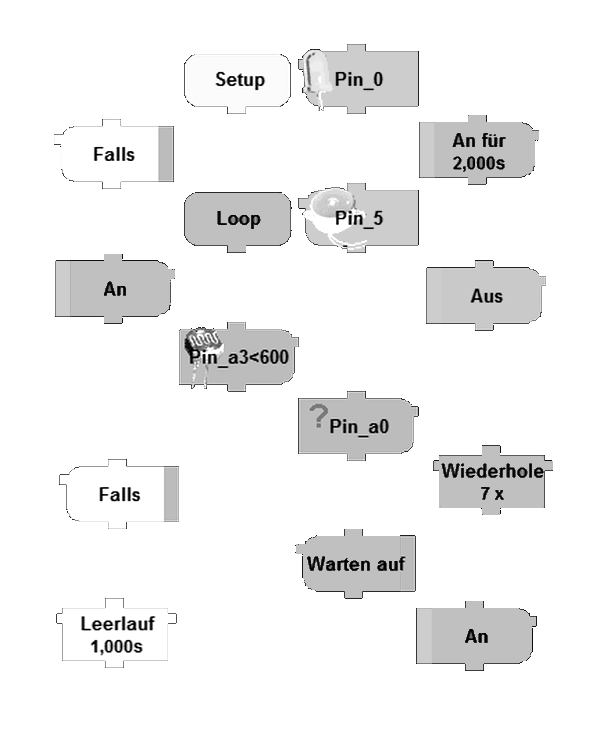 Setup
Pin_0
Falls
An für
2,000s
Loop
Pin_5
An
Aus
Pin_a3<600
?
Pin_a0
Wiederhole
7 x
Falls
Warten auf
Leerlauf
1,000s
An